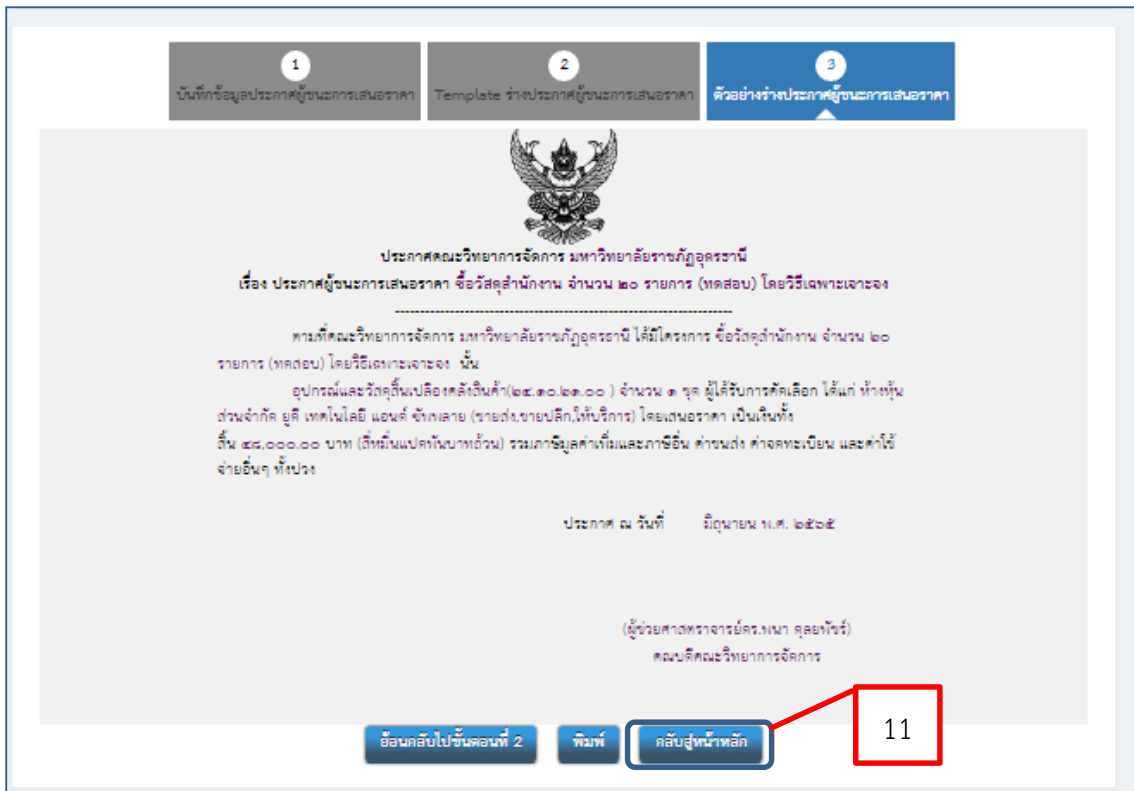 1
บันทึกข้อมูลประกาศผู้ชนะการเสนอราคา
2
Template ร่างประกาศผู้ชนะการเสนอราคา
3
ตัวอย่างร่างประกาศผู้ชนะการเสนอราคา
ประกาศคณะวิทยาการจัดการ มหาวิทยาลัยราชภัฏอุดรธานี
เรื่อง ประกาศผู้ชนะการเสนอราคา ซื้อวัสดุสำนักงาน จำนวน ๒๐ รายการ (ทดสอบ) โดยวิธีเฉพาะเจาะจง
--------------------------------------------------------------------
ตามที่คณะวิทยาการจัดการ มหาวิทยาลัยราชภัฏอุดรธานี ได้มีโครงการ ซื้อวัสดุสำนักงาน จำนวน ๒๐
รายการ (ทดสอบ) โดยวิธีเฉพาะเจาะจง นั้น
อุปกรณ์และวัสดุสิ้นเปลืองคลังสินค้า(๒๔.๑๐.๒๑.๐๐ ) จำนวน ๑ ชุด ผู้ได้รับการคัดเลือก ได้แก่ ห้างหุ้น
ส่วนจำกัด ยูดี เทคโนโลยี แอนด์ ซัพพลาย (ขายส่ง,ขายปลีก,ให้บริการ) โดยเสนอราคา เป็นเงินทั้ง
สิ้น ๔๘,๐๐๐.๐๐ บาท (สี่หมื่นแปดพันบาทถ้วน) รวมภาษีมูลค่าเพิ่มและภาษีอื่น ค่าขนส่ง ค่าจดทะเบียน และค่าใช้
จ่ายอื่นๆ ทั้งปวง
ประกาศ ณ วันที่ มิถุนายน พ.ศ. ๒๕๖๕
(ผู้ช่วยศาสตราจารย์ดร.พนา ดุลยพัชร์)
คณบดีคณะวิทยาการจัดการ
ย้อนกลับไปขั้นตอนที่ 2 พิมพ์ กลับสู่หน้าหลัก
11